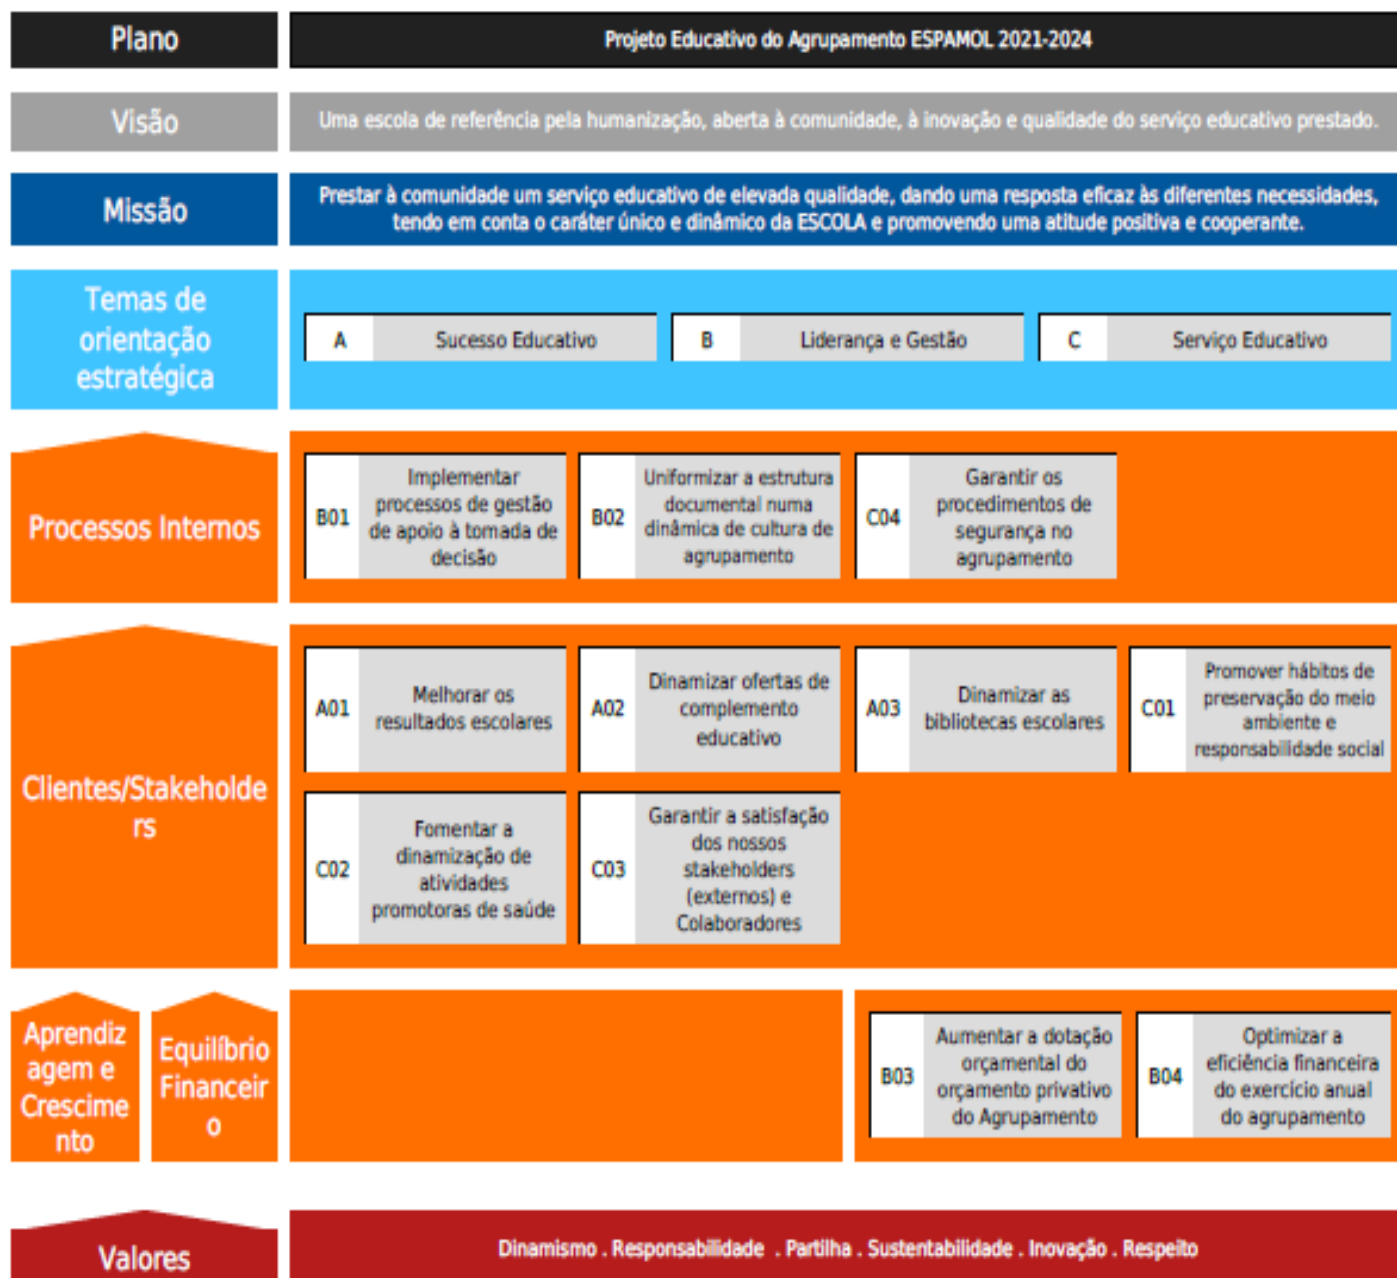 Plano
Projeto Educativo do Agrupamento ESPAMOL 2021-2024
Visão
Uma escola de referência pela humanização, aberta à comunidade, à inovação e qualidade do serviço educativo prestado.
Missão
Prestar à comunidade um serviço educativo de elevada qualidade, dando uma resposta eficaz às diferentes necessidades,
tendo em conta o caráter único e dinâmico da ESCOLA e promovendo uma atitude positiva e cooperante.
Temas de
orientação
estratégica
A
Sucesso Educativo
B
Liderança e Gestão
C
Serviço Educativo
Processos Internos
B01
Implementar
processos de gestão
de apoio à tomada de
decisão
B02
Uniformizar a estrutura
documental numa
dinâmica de cultura de
agrupamento
C04
Garantir os
procedimentos de
segurança no
agrupamento
Clientes/Stakeholde
rs
A01
Melhorar os
resultados escolares
A02
Dinamizar ofertas de
complemento
educativo
A03
Dinamizar as
bibliotecas escolares
C01
Promover hábitos de
preservação do meio
ambiente e
responsabilidade social
C02
Fomentar a
dinamização de
atividades
promotoras de saúde
C03
Garantir a satisfação
dos nossos
stakeholders
(externos) e
Colaboradores
Aprendiz
agem e
Crescime
nto
Equilíbrio
Financeir
o
B03
Aumentar a dotação
orçamental do
orçamento privativo
do Agrupamento
B04
Optimizar a
eficiência financeira
do exercício anual
do agrupamento
Valores
Dinamismo . Responsabilidade . Partilha . Sustentabilidade . Inovação . Respeito